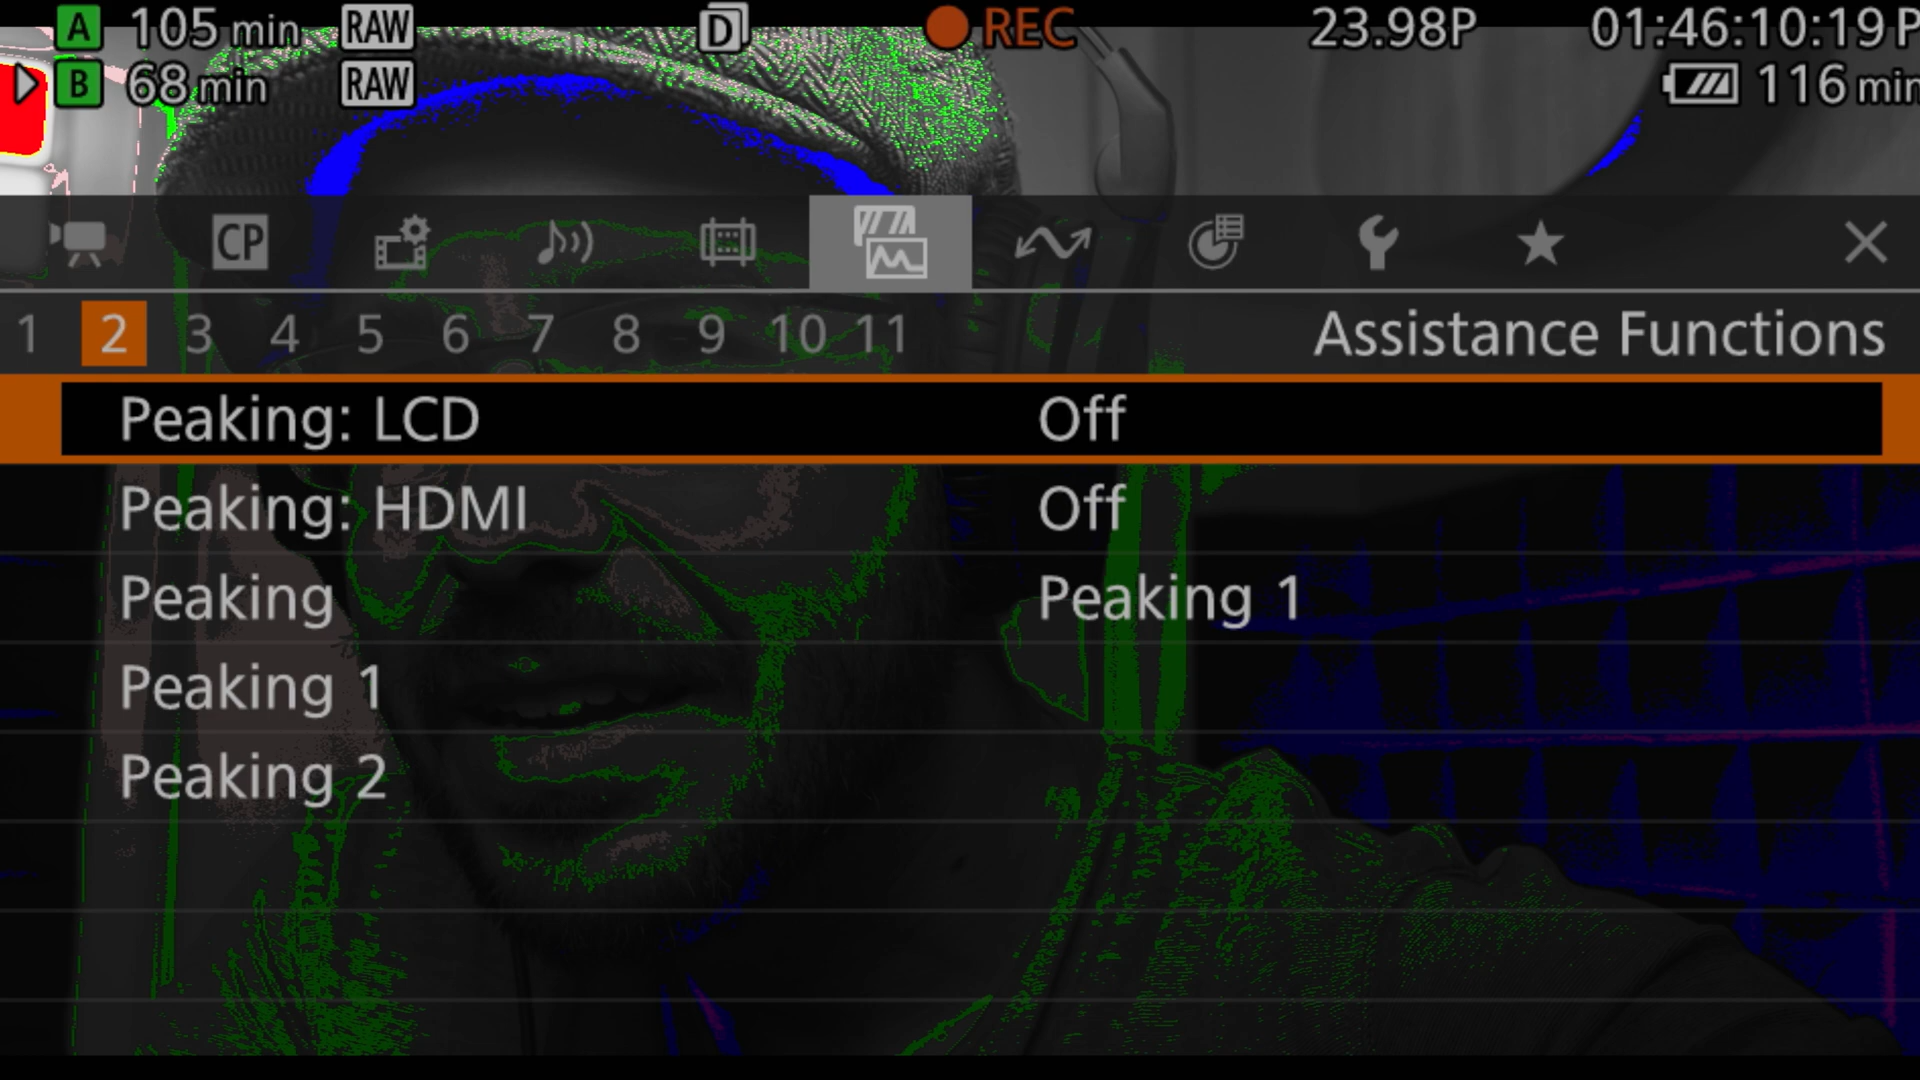 A 105 min RAW D REC 23.98P 01:46:10:19 P
B 68 min RAW 116 min
CP
1 2 3 4 5 6 7 8 9 10 11 Assistance Functions
Peaking: LCD Off
Peaking: HDMI Off
Peaking Peaking 1
Peaking 1
Peaking 2